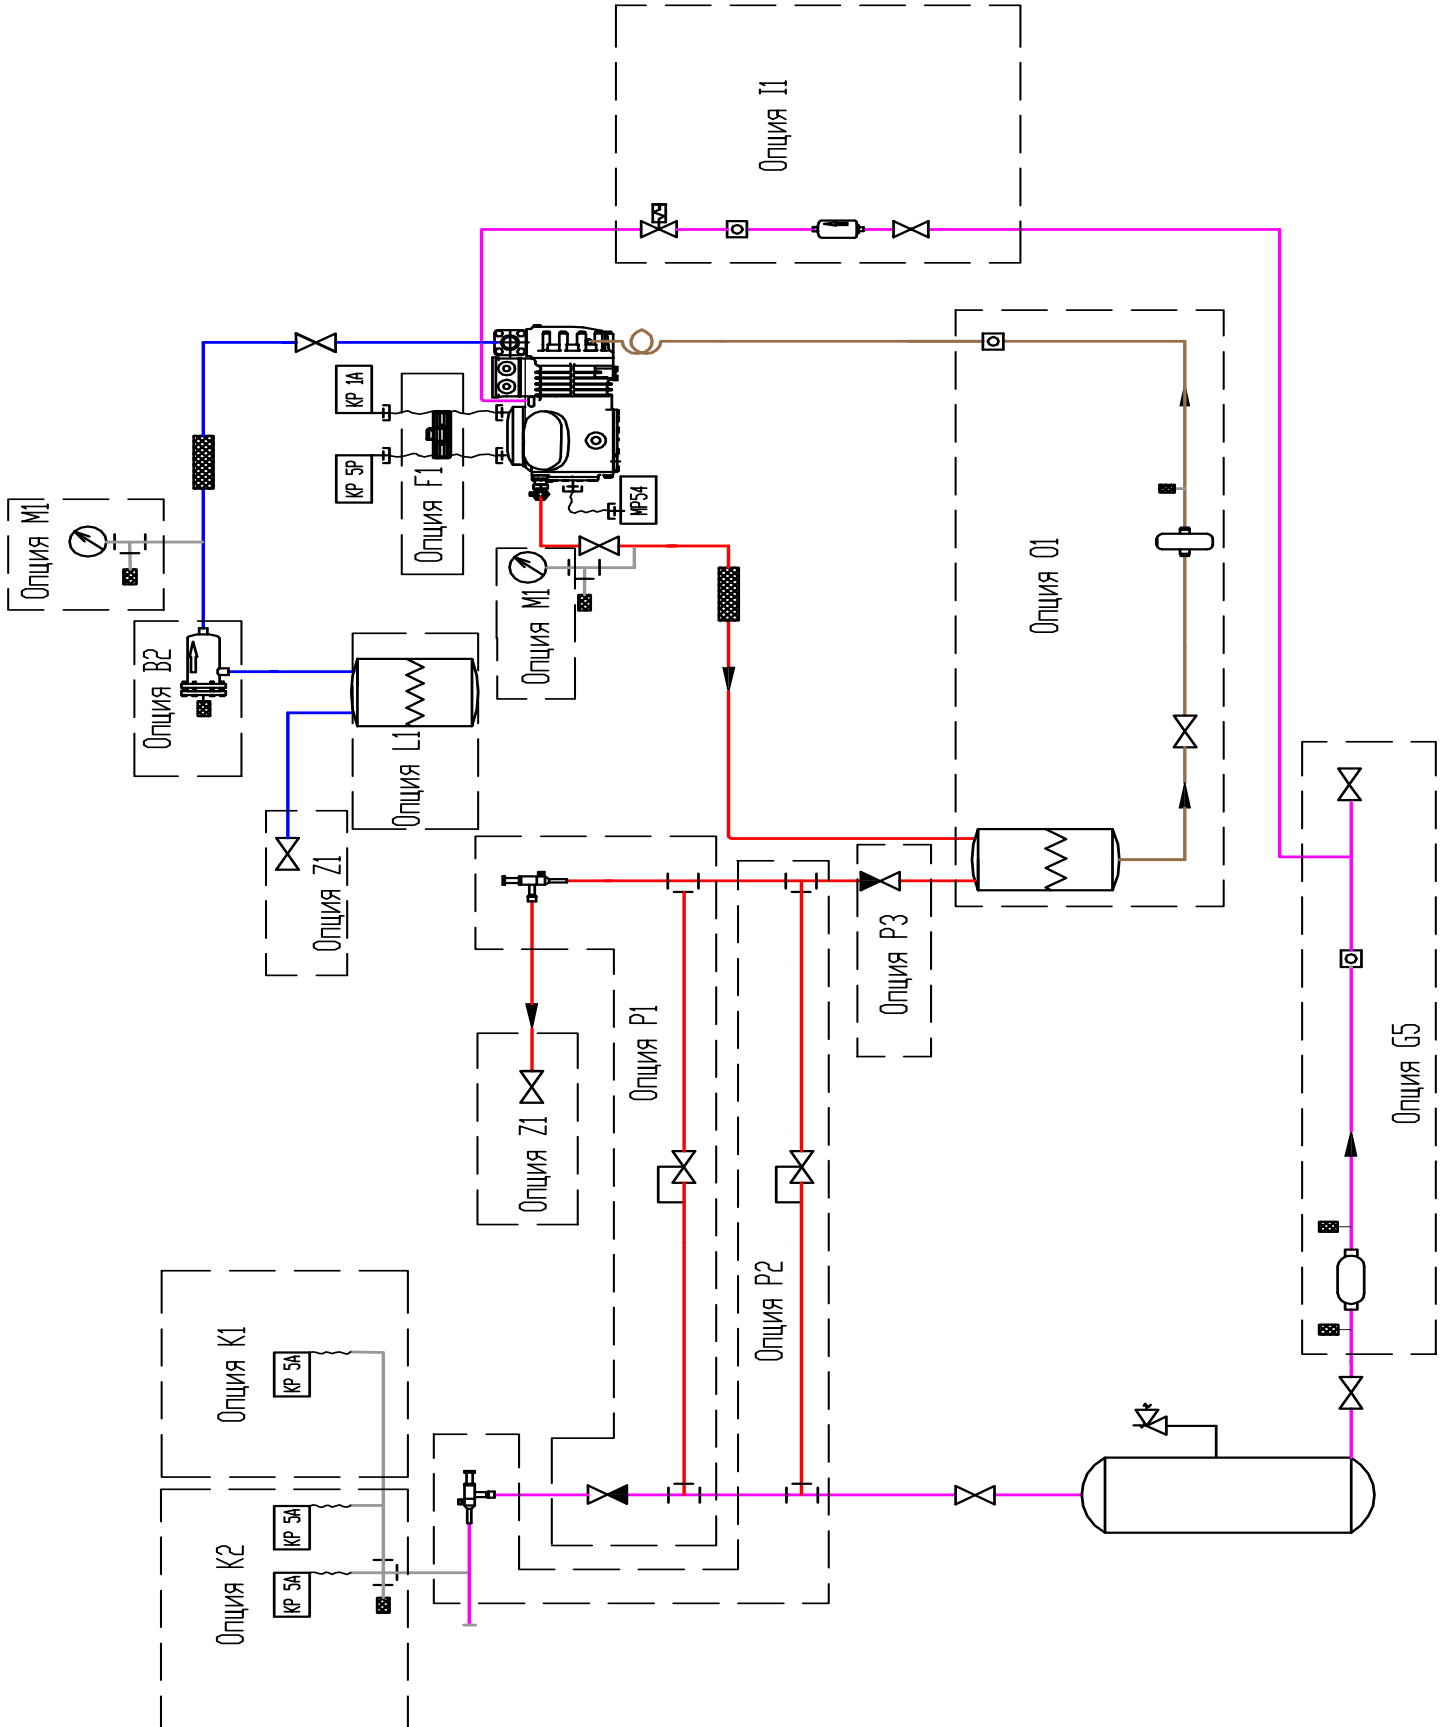 Опция I1
КР 1А
КР 5Р
Опция F1
МР54
Опция M1
Опция M1
Опция O1
Опция B2
Опция L1
Опция Z1
Опция P3
Опция P1
Опция G5
Опция Z1
Опция P2
Опция K1
КР 5А
КР 5А
Опция K2
КР 5А